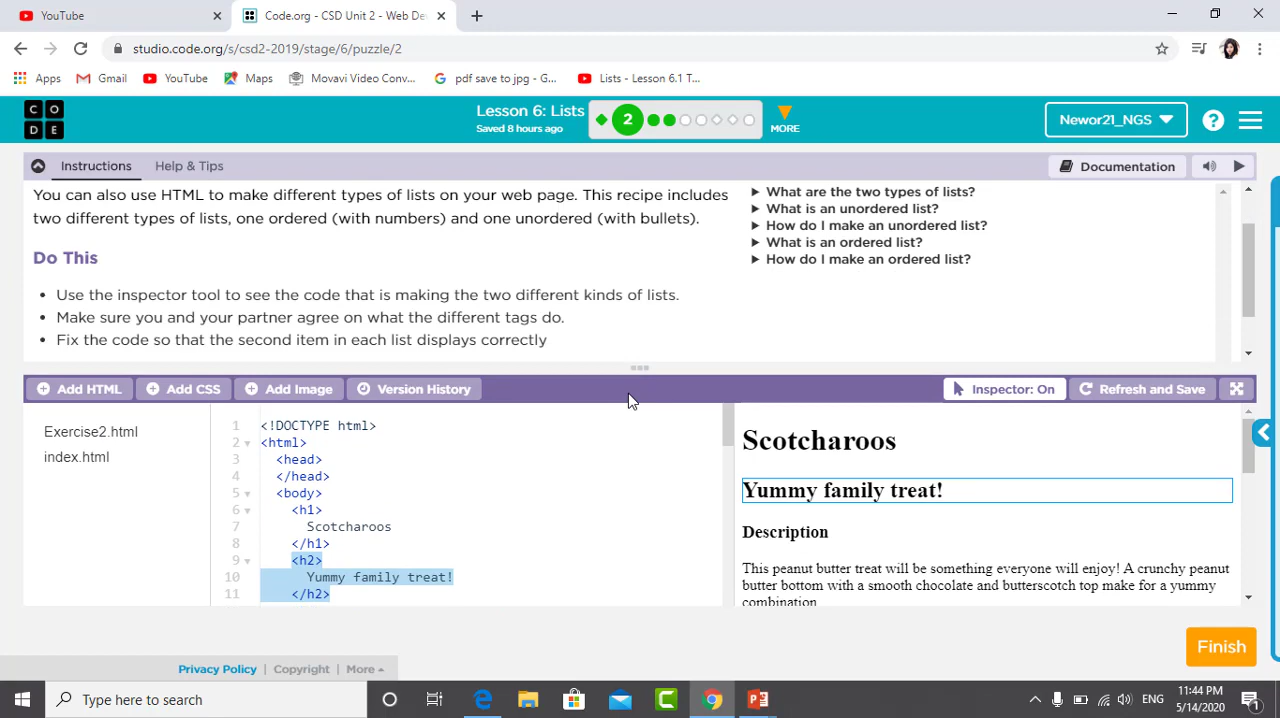 YouTube
Code.org - CSD Unit 2 - Web De
studio.code.org/s/csd2-2019/stage/6/puzzle/2
Apps Gmail YouTube Maps Movavi Video Conv... pdf save to jpg - G... Lists - Lesson 6.1 T...
C O D E
Lesson 6: Lists
Saved 8 hours ago
2
MORE
Newor21_NGS
?
Instructions Help & Tips Documentation
You can also use HTML to make different types of lists on your web page. This recipe includes
two different types of lists, one ordered (with numbers) and one unordered (with bullets).
Do This
• Use the inspector tool to see the code that is making the two different kinds of lists.
• Make sure you and your partner agree on what the different tags do.
• Fix the code so that the second item in each list displays correctly
What are the two types of lists?
What is an unordered list?
How do I make an unordered list?
What is an ordered list?
How do I make an ordered list?
Add HTML Add CSS Add Image Version History Inspector: On Refresh and Save
Exercise2.html
index.html
1 <!DOCTYPE html>
2 <html>
3 <head>
4 </head>
5 <body>
6 <h1>
7 Scotcharoos
8 </h1>
9 <h2>
10 Yummy family treat!
11 </h2>
Scotcharoos
Yummy family treat!
Description
This peanut butter treat will be something everyone will enjoy! A crunchy peanut
butter bottom with a smooth chocolate and butterscotch top make for a yummy
combination
Finish
Privacy Policy | Copyright | More
Type here to search
ENG
11:44 PM
5/14/2020
1